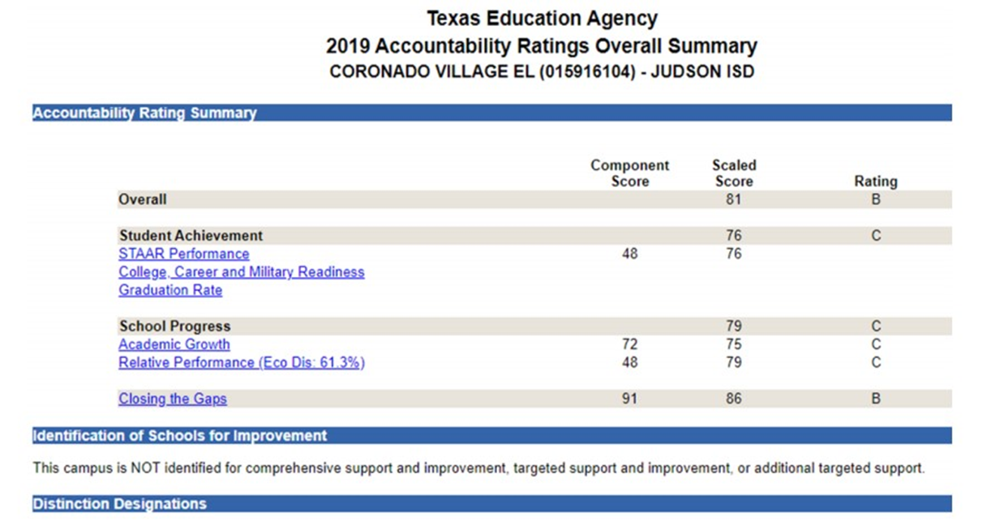 Texas Education Agency
2019 Accountability Ratings Overall Summary
CORONADO VILLAGE EL (015916104) - JUDSON ISD
Accountability Rating Summary
Component Score Scaled Score Rating
Overall 81 B
Student Achievement 76 C
STAAR Performance 48 76
College, Career and Military Readiness
Graduation Rate
School Progress 79 C
Academic Growth 72 75 C
Relative Performance (Eco Dis: 61.3%) 48 79 C
Closing the Gaps 91 86 B
Identification of Schools for Improvement
This campus is NOT identified for comprehensive support and improvement, targeted support and improvement, or additional targeted support.
Distinction Designations